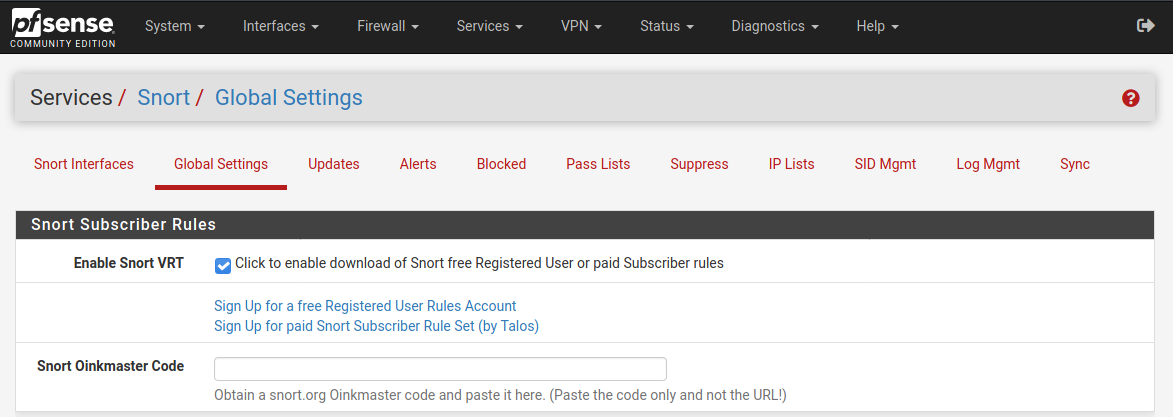 pfsense
COMMUNITY EDITION
System Interfaces Firewall Services VPN Status Diagnostics Help
Services / Snort / Global Settings
Snort Interfaces Global Settings Updates Alerts Blocked Pass Lists Suppress IP Lists SID Mgmt Log Mgmt Sync
Snort Subscriber Rules
Enable Snort VRT Click to enable download of Snort free Registered User or paid Subscriber rules
Sign Up for a free Registered User Rules Account
Sign Up for paid Snort Subscriber Rule Set (by Talos)
Snort Oinkmaster Code
Obtain a snort.org Oinkmaster code and paste it here. (Paste the code only and not the URL!)